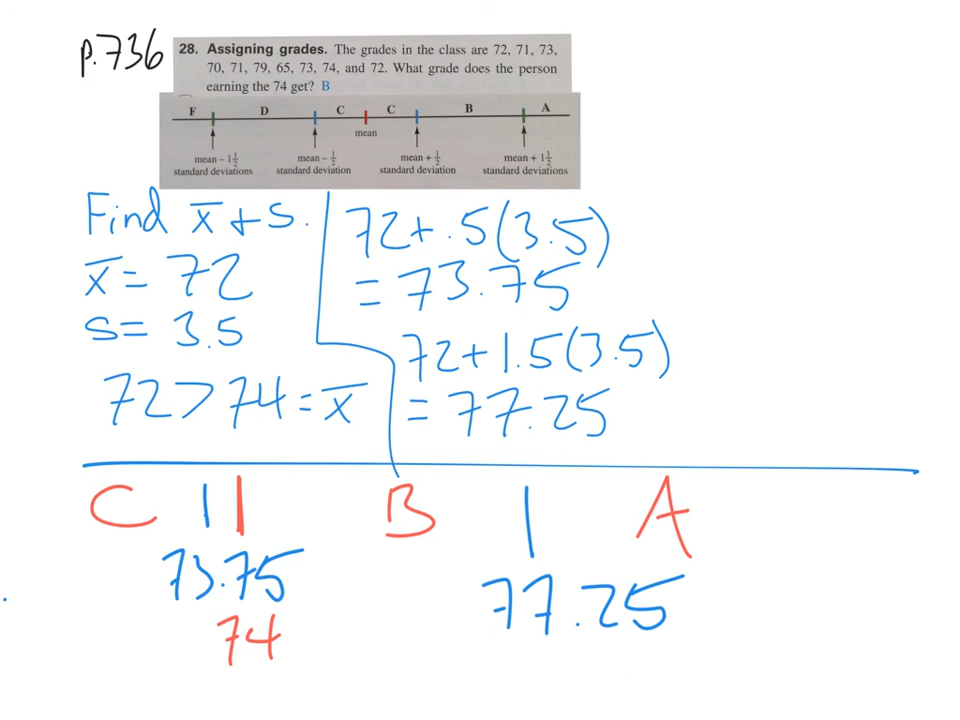 p.736
28. Assigning grades. The grades in the class are 72, 71, 73,
70, 71, 79, 65, 73, 74, and 72. What grade does the person
earning the 74 get? B
F D C C B A
mean
mean – 1½ standard deviations
mean – ½ standard deviation
mean + ½ standard deviation
mean + 1½ standard deviations
Find x̅ + s.
x̅ = 72
s = 3.5
72 > 74 = x̅
72 + .5(3.5)
= 73.75
72 + 1.5(3.5)
= 77.25
C B A
73.75 77.25
74